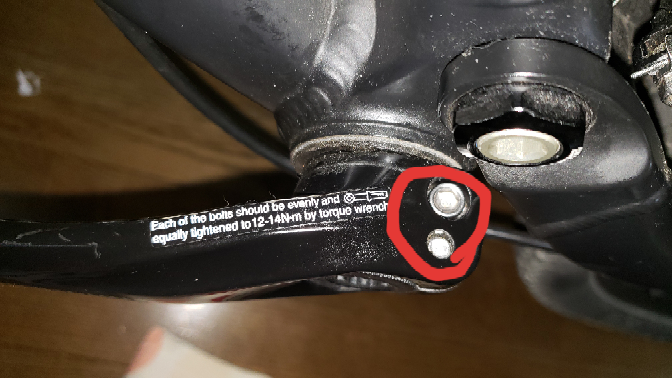 Each of the bolts should be evenly and
equally tightened to 12-14N·m by torque wrench